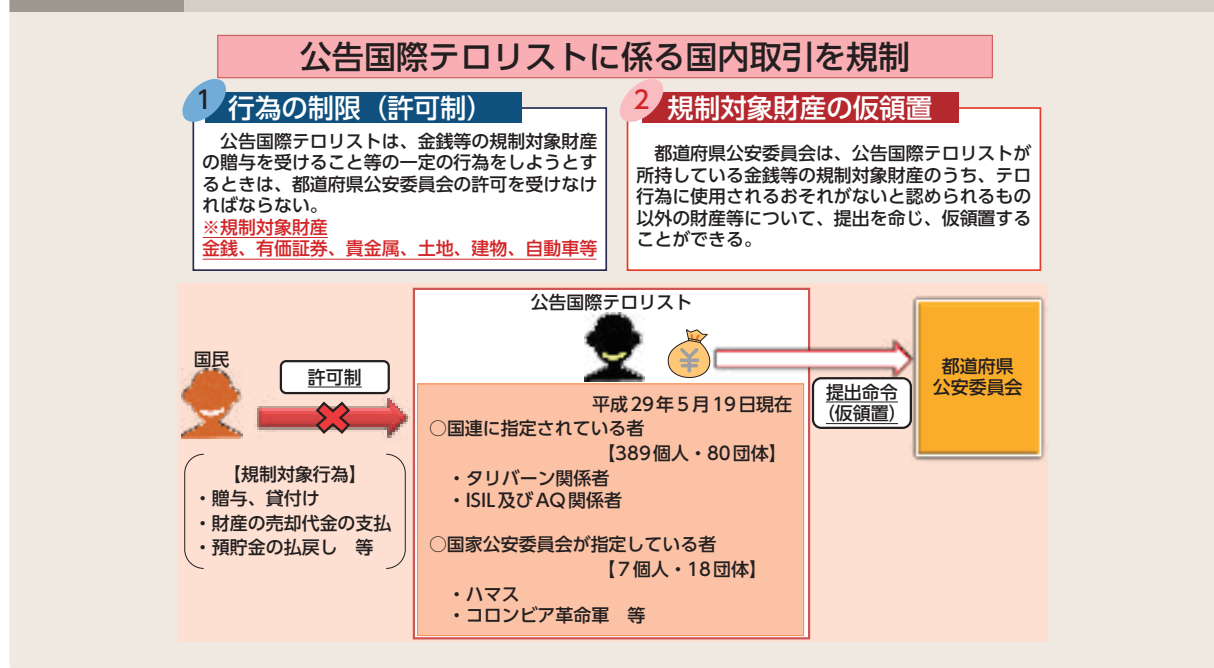 公告国際テロリストに係る国内取引を規制
1 行為の制限（許可制）
公告国際テロリストは、金銭等の規制対象財産
の贈与を受けること等の一定の行為をしようとす
るときは、都道府県公安委員会の許可を受けなけ
ればならない。
※規制対象財産
金銭、有価証券、貴金属、土地、建物、自動車等
2 規制対象財産の仮領置
都道府県公安委員会は、公告国際テロリストが
所持している金銭等の規制対象財産のうち、テロ
行為に使用されるおそれがないと認められるもの
以外の財産等について、提出を命じ、仮領置する
ことができる。
国民
許可制
【規制対象行為】
・贈与、貸付け
・財産の売却代金の支払
・預貯金の払戻し　等
公告国際テロリスト
¥
平成29年5月19日現在
○国連に指定されている者
【389個人・80団体】
・タリバーン関係者
・ISIL及びAQ関係者
○国家公安委員会が指定している者
【7個人・18団体】
・ハマス
・コロンビア革命軍　等
提出命令
（仮領置）
都道府県
公安委員会